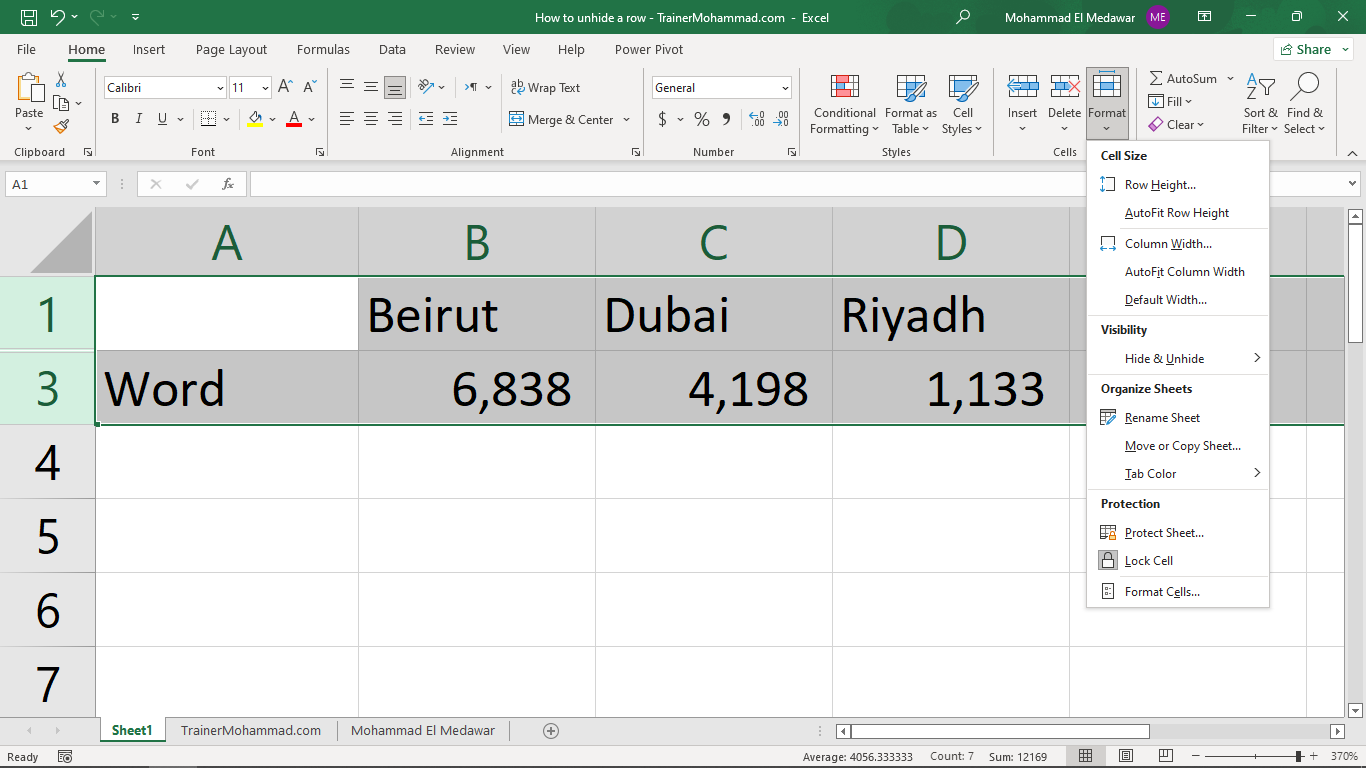 How to unhide a row - TrainerMohammad.com - Excel
Mohammad El Medawar ME
File Home Insert Page Layout Formulas Data Review View Help Power Pivot Share
Paste
Clipboard
Calibri 11
B I U A
Font
Wrap Text
Merge & Center
Alignment
General
$ % 9
Number
Conditional Formatting
Format as Table
Cell Styles
Styles
Insert Delete Format
Cells
AutoSum
Fill
Clear
Sort & Filter
Find & Select
A1 fx
Cell Size
Row Height...
AutoFit Row Height
Column Width...
AutoFit Column Width
Default Width...
Visibility
Hide & Unhide
Organize Sheets
Rename Sheet
Move or Copy Sheet...
Tab Color
Protection
Protect Sheet...
Lock Cell
Format Cells...
A B C D
1 Beirut Dubai Riyadh
3 Word 6,838 4,198 1,133
4
5
6
7
Sheet1 TrainerMohammad.com Mohammad El Medawar
Ready Average: 4056.333333 Count: 7 Sum: 12169 370%